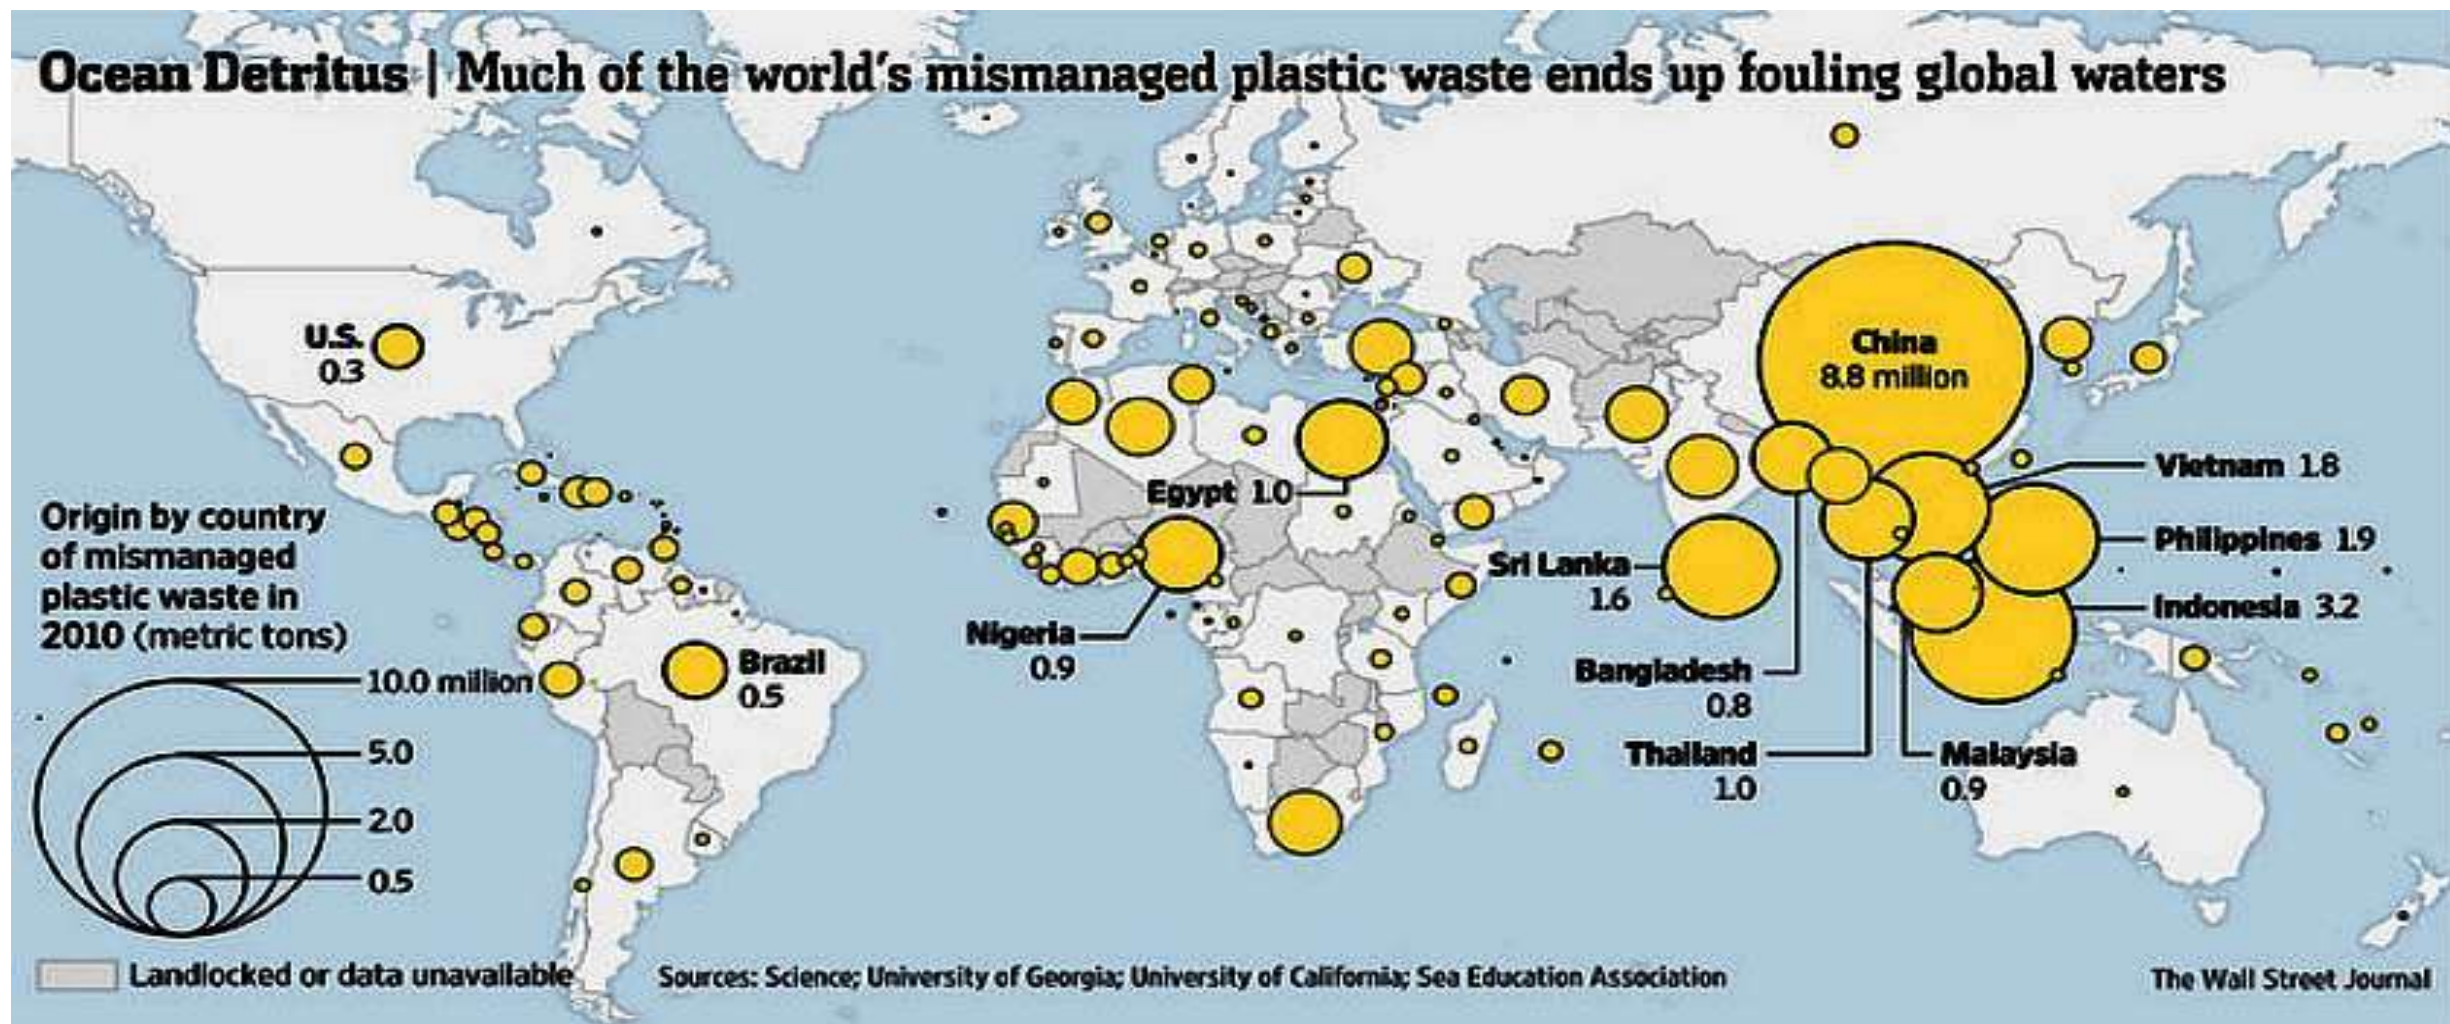 Ocean Detritus | Much of the world's mismanaged plastic waste ends up fouling global waters
U.S.
0.3
China
8.8 million
Origin by country
of mismanaged
plastic waste in
2010 (metric tons)
10.0 million
5.0
2.0
0.5
Brazil
0.5
Egypt 1.0
Nigeria
0.9
Sri Lanka
1.6
Bangladesh
0.8
Thailand
1.0
Malaysia
0.9
Vietnam 1.8
Philippines 1.9
Indonesia 3.2
Landlocked or data unavailable
Sources: Science; University of Georgia; University of California; Sea Education Association
The Wall Street Journal